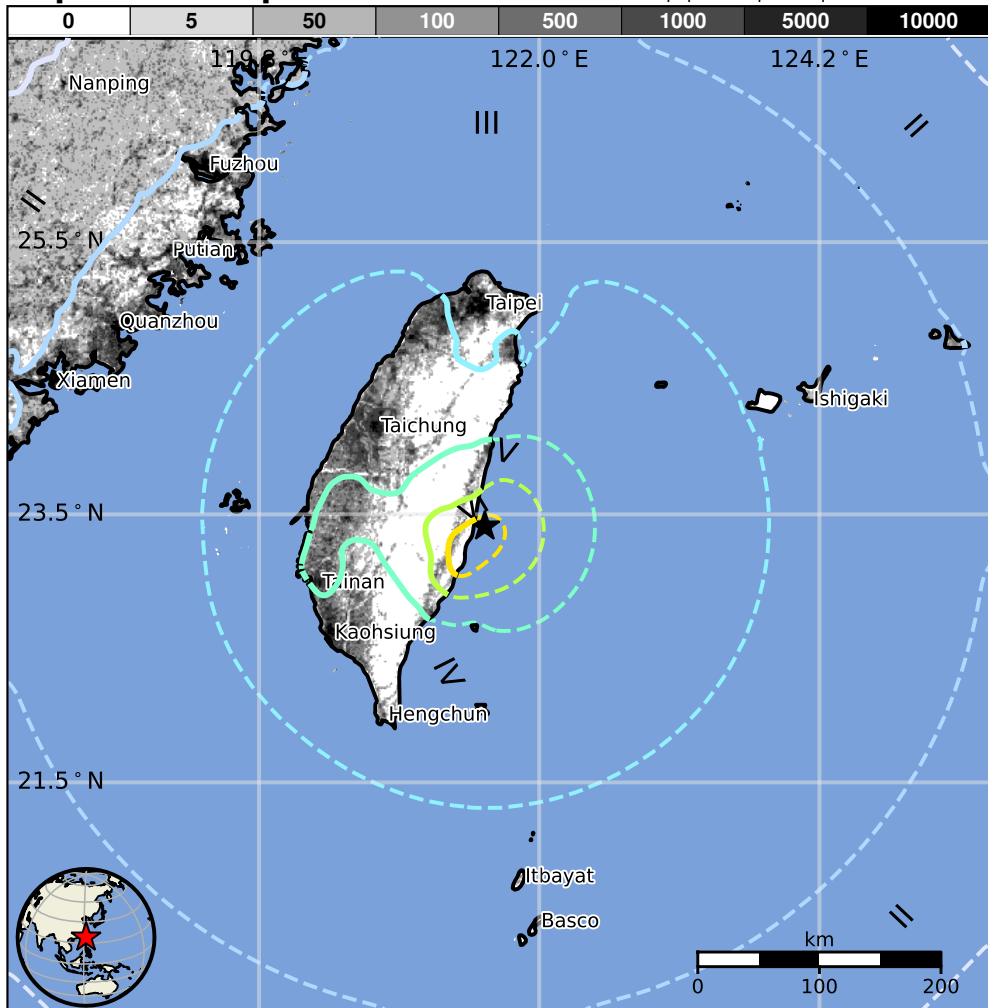 0 5 50 100 500 1000 5000 10000
119.8°E 122.0°E 124.2°E
Nanping
III
II
Fuzhou
II
25.5°N
Putian
Taipei
Quanzhou
Xiamen
Ishigaki
Taichung
V
23.5°N
Tainan
Kaohsiung
IV
Hengchun
21.5°N
Itbayat
Basco
II
km
0 100 200